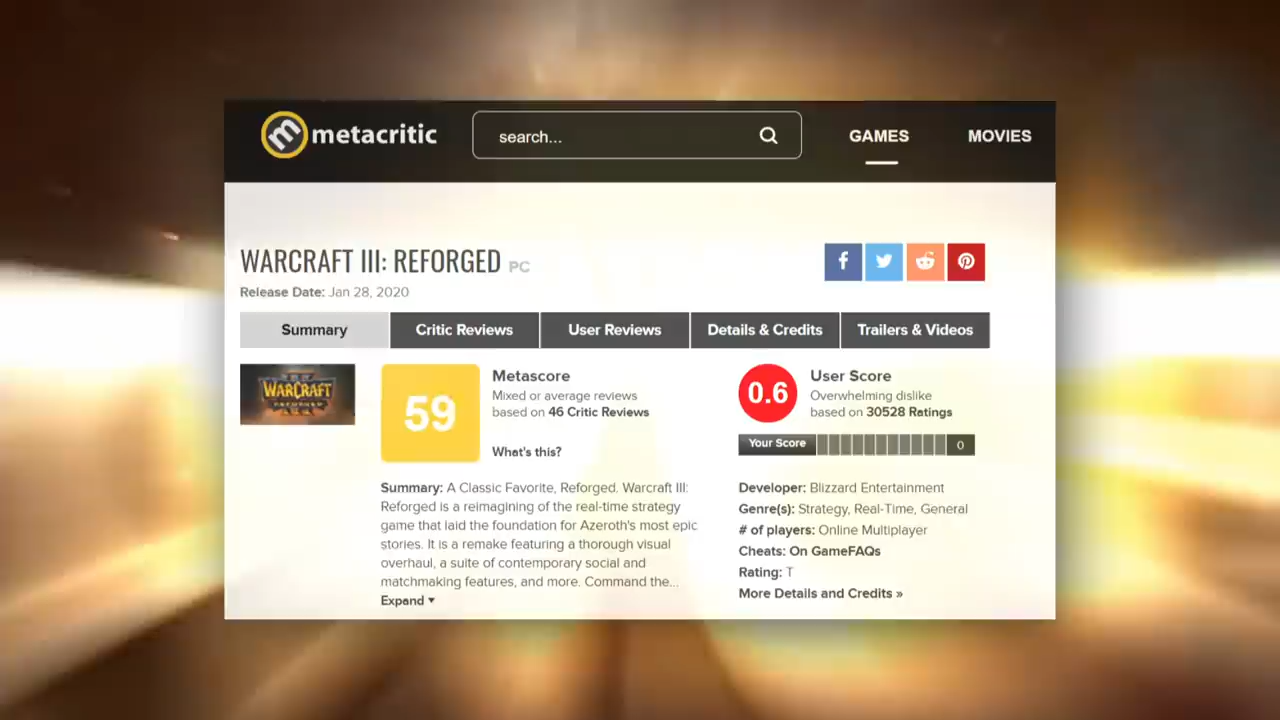 metacritic
search...
GAMES
MOVIES
WARCRAFT III: REFORGED PC
Release Date: Jan 28, 2020
Summary
Critic Reviews
User Reviews
Details & Credits
Trailers & Videos
WARCRAFT
III
REFORGED
59
Metascore
Mixed or average reviews
based on 46 Critic Reviews
What's this?
0.6
User Score
Overwhelming dislike
based on 30528 Ratings
Your Score
0
Summary: A Classic Favorite, Reforged. Warcraft III:
Reforged is a reimagining of the real-time strategy
game that laid the foundation for Azeroth's most epic
stories. It is a remake featuring a thorough visual
overhaul, a suite of contemporary social and
matchmaking features, and more. Command the...
Expand
Developer: Blizzard Entertainment
Genre(s): Strategy, Real-Time, General
# of players: Online Multiplayer
Cheats: On GameFAQs
Rating: T
More Details and Credits »